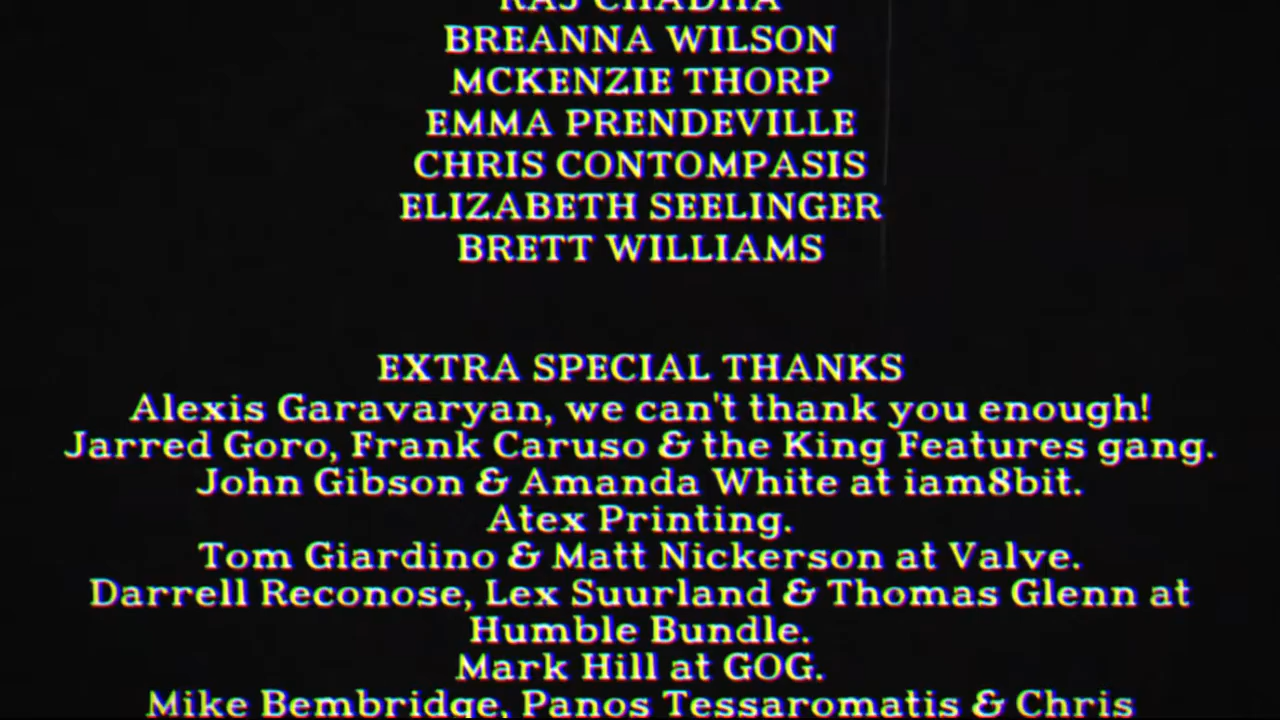 RAJ CHADHA
BREANNA WILSON
MCKENZIE THORP
EMMA PRENDEVILLE
CHRIS CONTOMPASIS
ELIZABETH SEELINGER
BRETT WILLIAMS
EXTRA SPECIAL THANKS
Alexis Garavaryan, we can't thank you enough!
Jarred Goro, Frank Caruso & the King Features gang.
John Gibson & Amanda White at iam8bit.
Atex Printing.
Tom Giardino & Matt Nickerson at Valve.
Darrell Reconose, Lex Suurland & Thomas Glenn at
Humble Bundle.
Mark Hill at GOG.
Mike Bembridge, Panos Tessaromatis & Chris